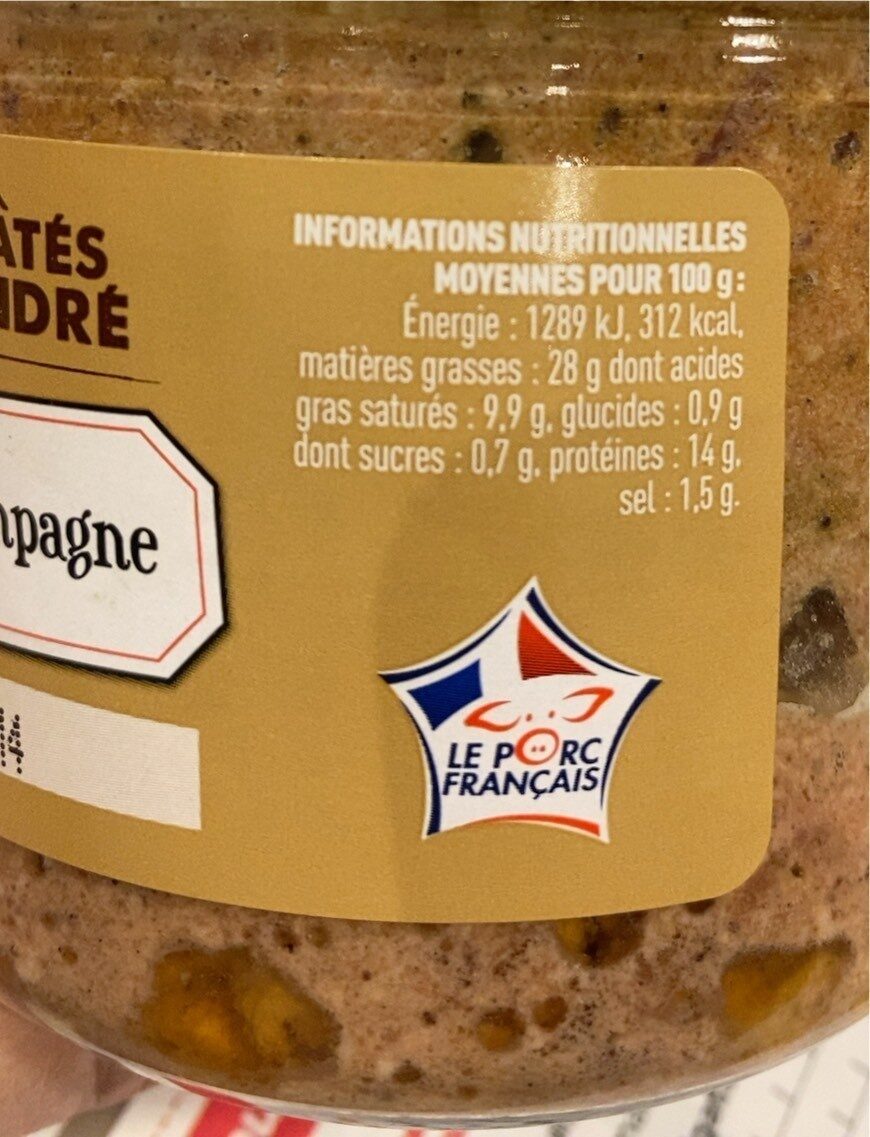 ÂTÉS
NDRÉ
mpagne
INFORMATIONS NUTRITIONNELLES
MOYENNES POUR 100 g :
Énergie : 1289 kJ, 312 kcal,
matières grasses : 28 g dont acides
gras saturés : 9,9 g, glucides : 0,9 g
dont sucres : 0,7 g, protéines : 14 g,
sel : 1,5 g.
LE PORC
FRANÇAIS